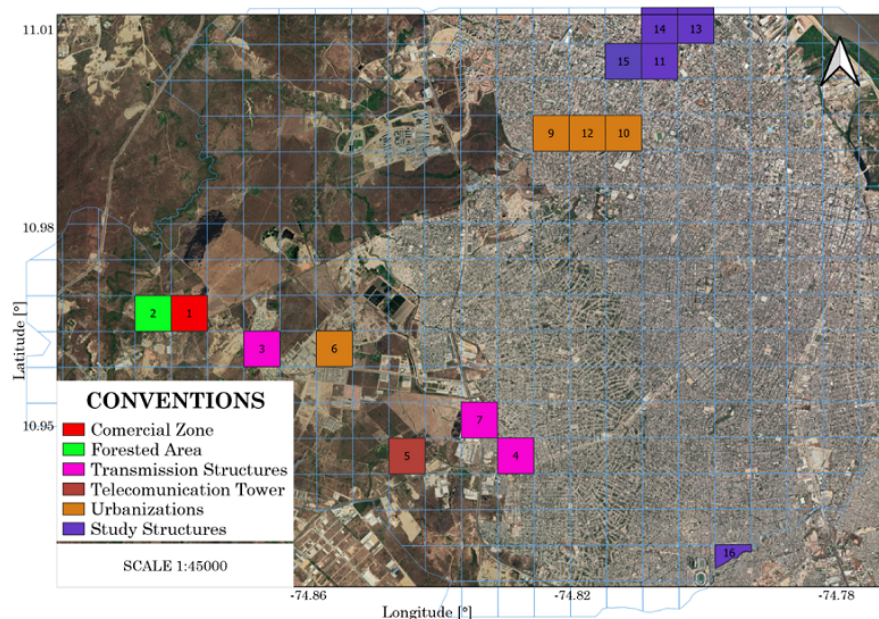 11.01
14 13
15 11
9 12 10
10.98
2 1
3 6
Latitude [°]
7
10.95
5 4
16
CONVENTIONS
Comercial Zone
Forested Area
Transmission Structures
Telecomunication Tower
Urbanizations
Study Structures
SCALE 1:45000
-74.86 -74.82 -74.78
Longitude [°]